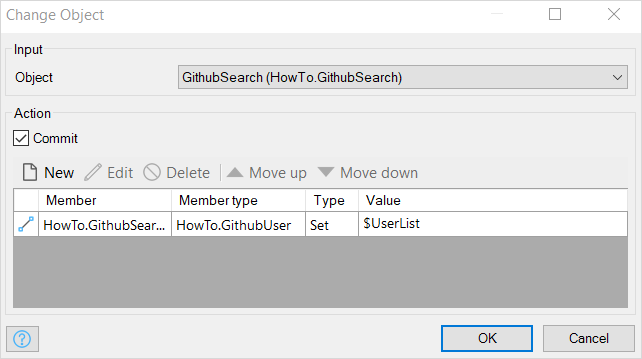 Change Object
Input
Object GithubSearch (HowTo.GithubSearch)
Action
Commit
New Edit Delete Move up Move down
Member Member type Type Value
HowTo.GithubSear... HowTo.GithubUser Set $UserList
? OK Cancel